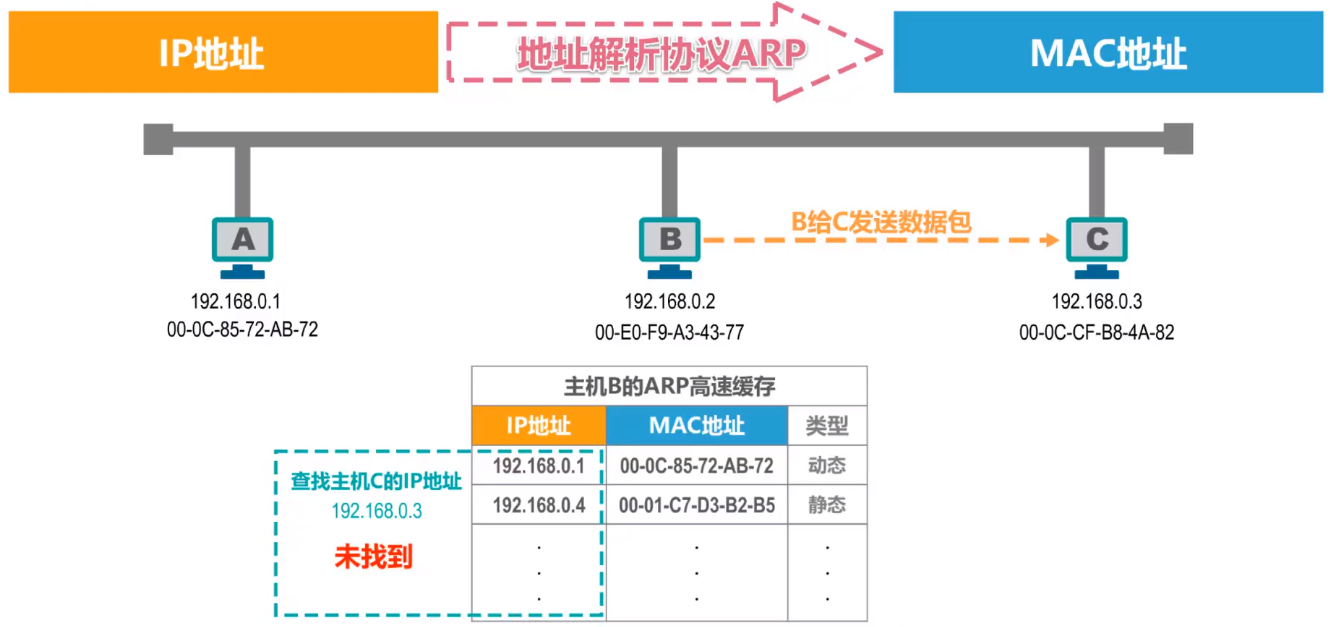 IP地址
地址解析协议ARP
MAC地址
B给C发送数据包
A
B
C
192.168.0.1
00-0C-85-72-AB-72
192.168.0.2
00-E0-F9-A3-43-77
192.168.0.3
00-0C-CF-B8-4A-82
主机B的ARP高速缓存
IP地址 MAC地址 类型
192.168.0.1 00-0C-85-72-AB-72 动态
192.168.0.4 00-01-C7-D3-B2-B5 静态
. . .
. . .
. . .
查找主机C的IP地址
192.168.0.3
未找到